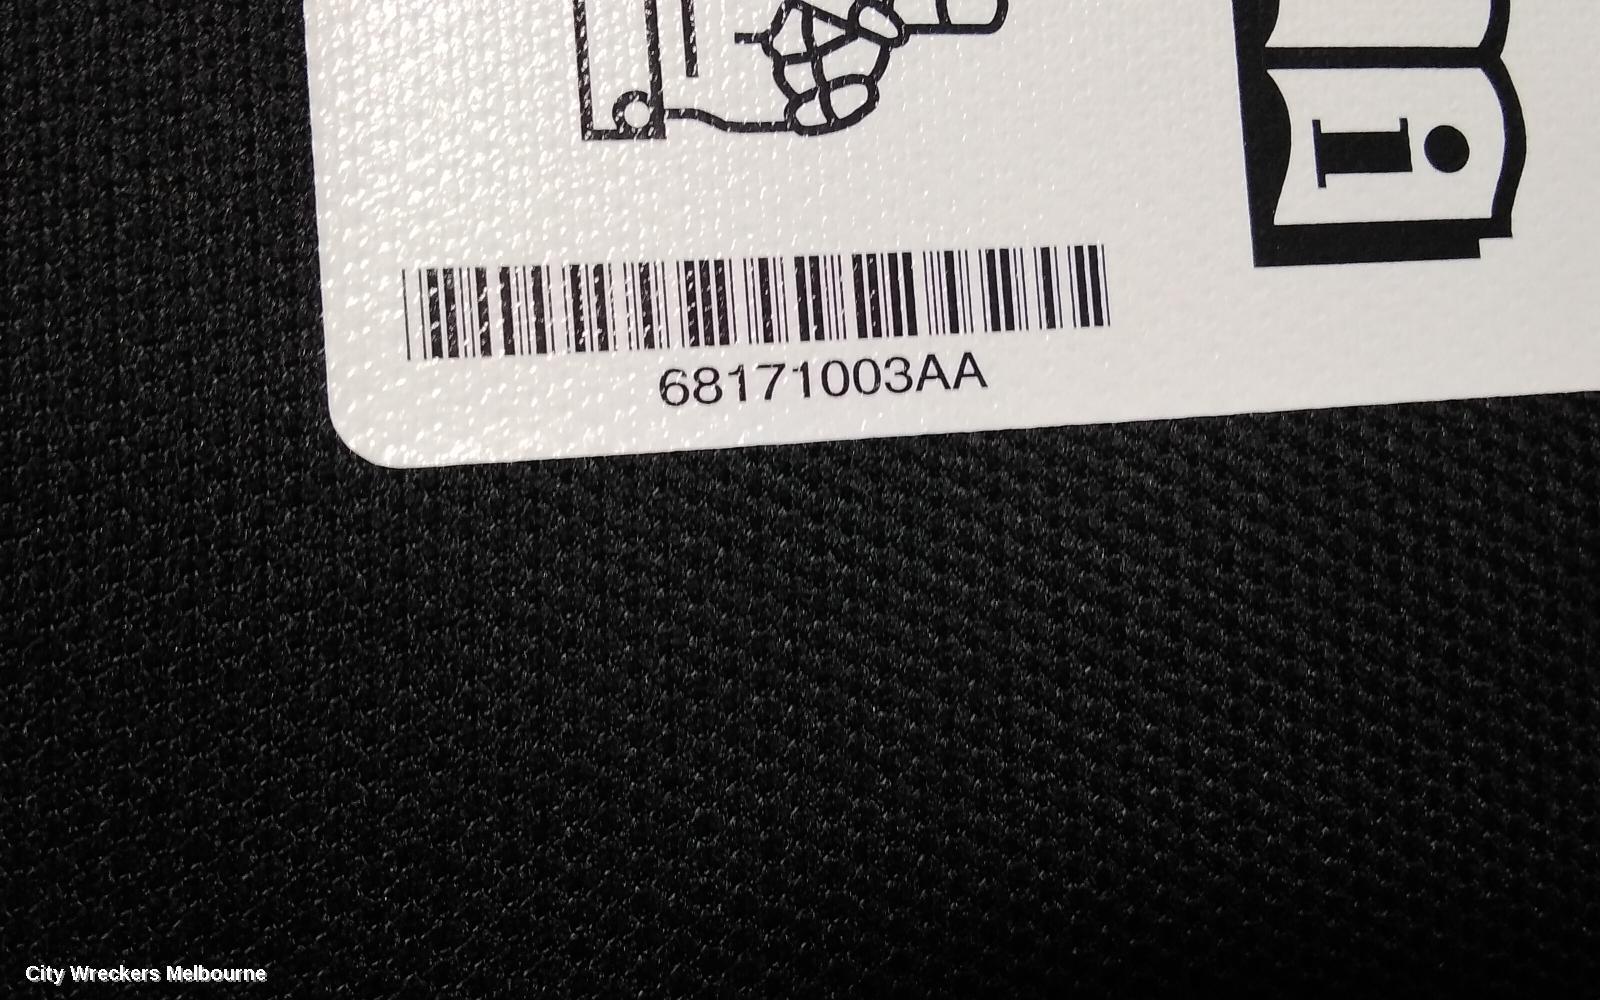 i
68171003AA
City Wreckers Melbourne